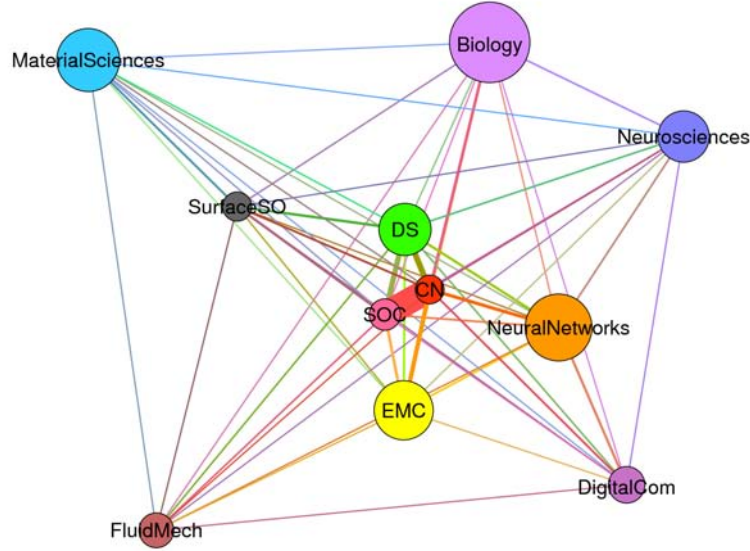 Biology
MaterialSciences
Neurosciences
SurfaceSO
DS
CN
SOC
NeuralNetworks
EMC
DigitalCom
FluidMech